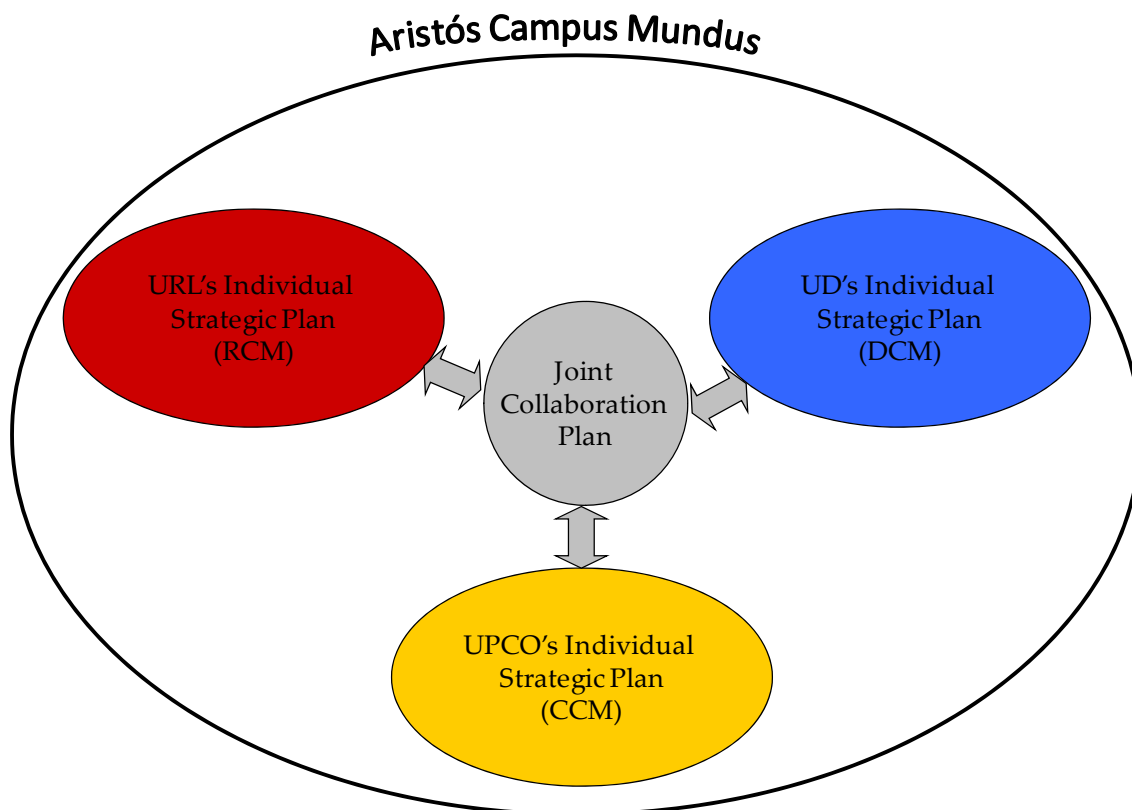 Aristós Campus Mundus
URL’s Individual
Strategic Plan
(RCM)
UD’s Individual
Strategic Plan
(DCM)
Joint
Collaboration
Plan
UPCO’s Individual
Strategic Plan
(CCM)